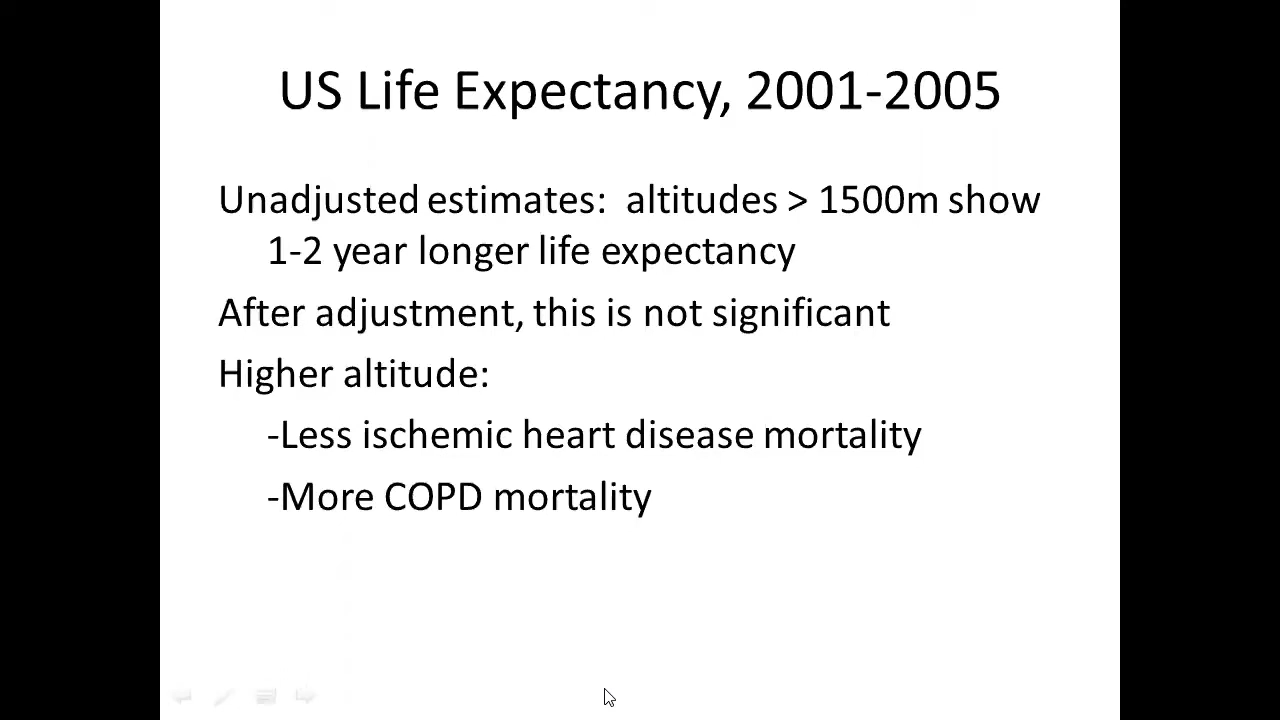 US Life Expectancy, 2001-2005
Unadjusted estimates:  altitudes > 1500m show
1-2 year longer life expectancy
After adjustment, this is not significant
Higher altitude:
-Less ischemic heart disease mortality
-More COPD mortality